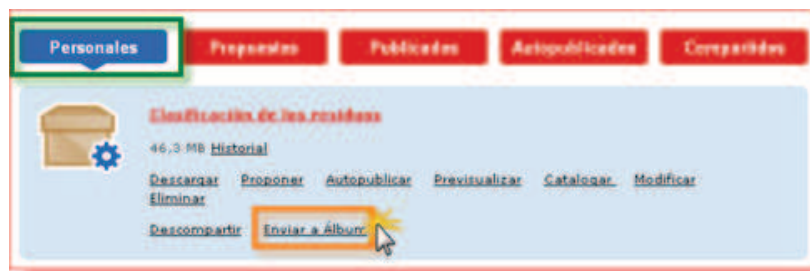 Personales Propuestos Publicados Autopublicados Compartidos
Clasificación de los residuos
46,3 MB Historial
Descargar Proponer Autopublicar Previsualizar Catalogar Modificar
Eliminar
Descompartir Enviar a Álbum